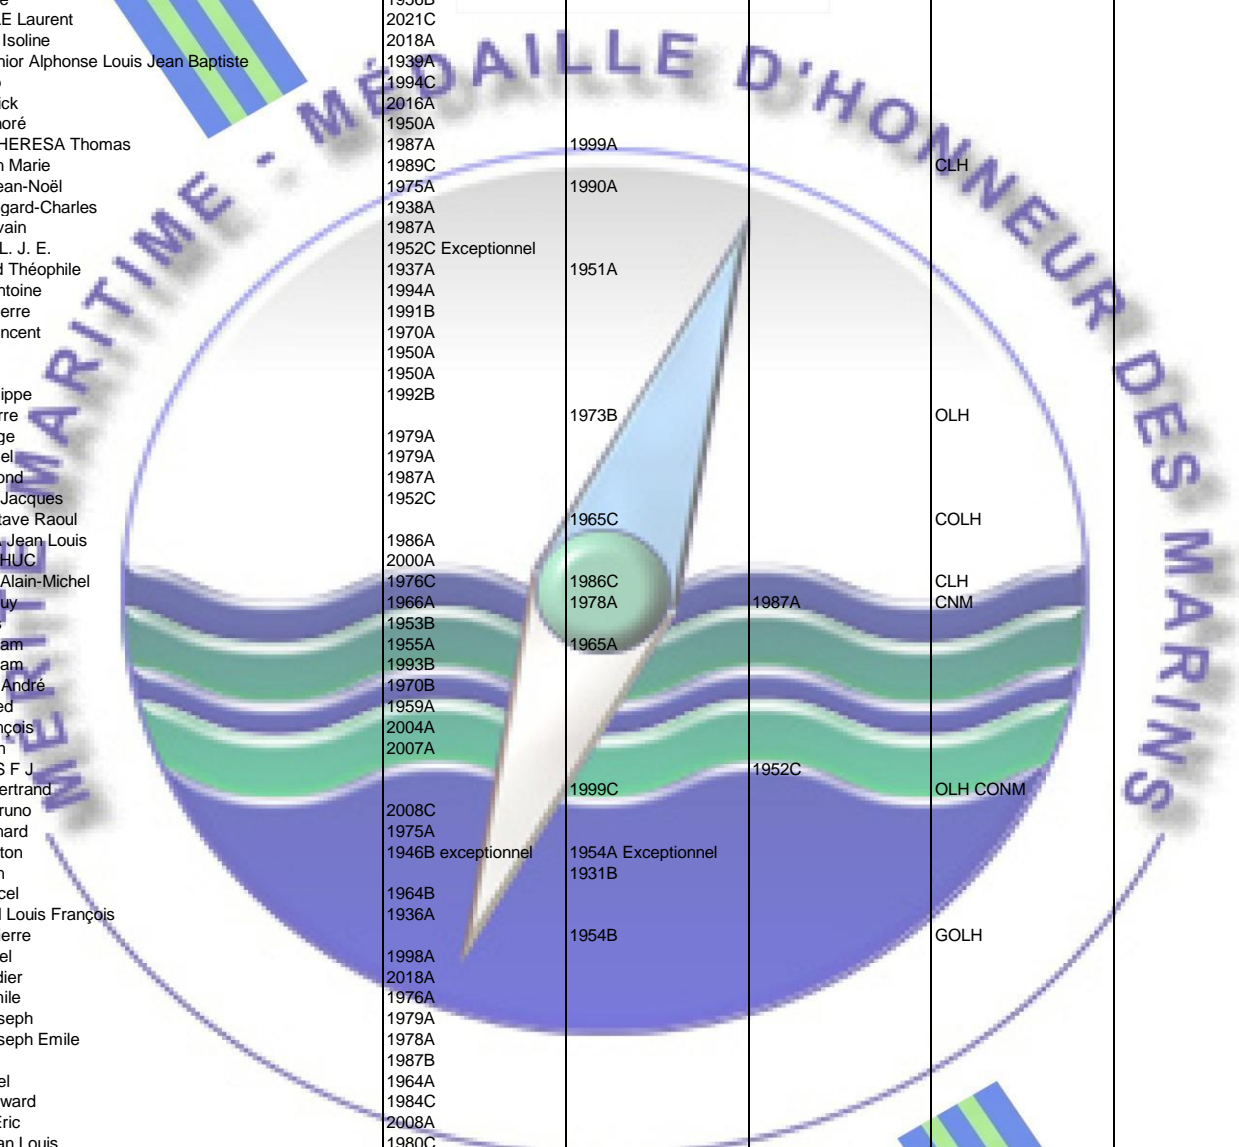 1956B
E Laurent 2021C
Isoline 2018A
nior Alphonse Louis Jean Baptiste 1939A
1994C
ick 2016A
noré 1950A
HERESA Thomas 1987A 1999A
n Marie 1989C CLH
ean-Noël 1975A 1990A
gard-Charles 1938A
vain 1987A
L. J. E. 1952C Exceptionnel
d Théophile 1937A 1951A
ntoine 1994A
erre 1991B
ncent 1970A
1950A
1950A
ippe 1992B
rre 1973B OLH
ge 1979A
el 1979A
ond 1987A
Jacques 1952C
tave Raoul 1965C COLH
Jean Louis 1986A
HUC 2000A
Alain-Michel 1976C 1986C CLH
uy 1966A 1978A 1987A CNM
s 1953B
am 1955A 1965A
am 1993B
André 1970B
ed 1959A
nçois 2004A
n 2007A
S F J 1952C
ertrand 1999C OLH CONM
runo 2008C
nard 1975A
ton 1946B exceptionnel 1954A Exceptionnel
n 1931B
cel 1964B
l Louis François 1936A
ierre 1954B GOLH
el 1998A
dier 2018A
nile 1976A
seph 1979A
seph Emile 1978A
1987B
el 1964A
ward 1984C
Eric 2008A
an Louis 1980C
MÉRITE MARITIME - MÉDAILLE D'HONNEUR DES MARINS